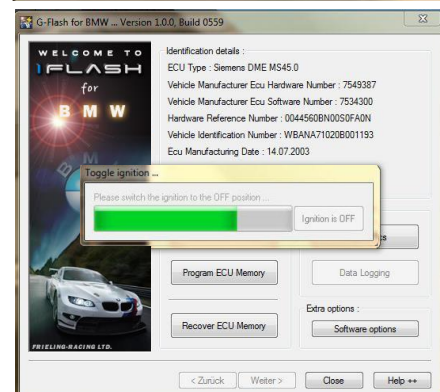 G-Flash for BMW ... Version 1.0.0, Build 0559
WELCOME TO
IFLASH
for
BMW
Identification details :
ECU Type : Siemens DME MS45.0
Vehicle Manufacturer Ecu Hardware Number : 7549387
Vehicle Manufacturer Ecu Software Number : 7534300
Hardware Reference Number : 0044560BN00S0FA0N
Vehicle Identification Number : WBANA71020B001193
Ecu Manufacturing Date : 14.07.2003
Toggle ignition ...
Please switch the ignition to the OFF position ...
Ignition is OFF
Program ECU Memory
Data Logging
Extra options :
Recover ECU Memory
Software options
FRIELING-RACING LTD.
< Zurück
Weiter >
Close
Help ++